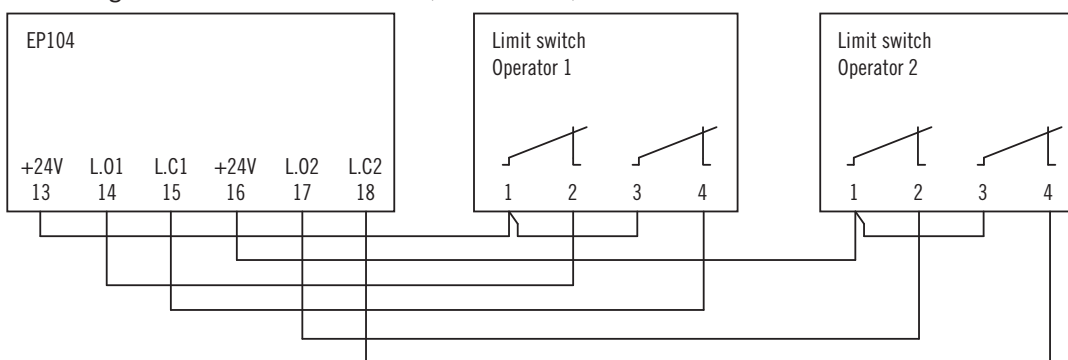 EP104
+24V L.O1 L.C1 +24V L.O2 L.C2
13 14 15 16 17 18
Limit switch
Operator 1
1 2 3 4
Limit switch
Operator 2
1 2 3 4